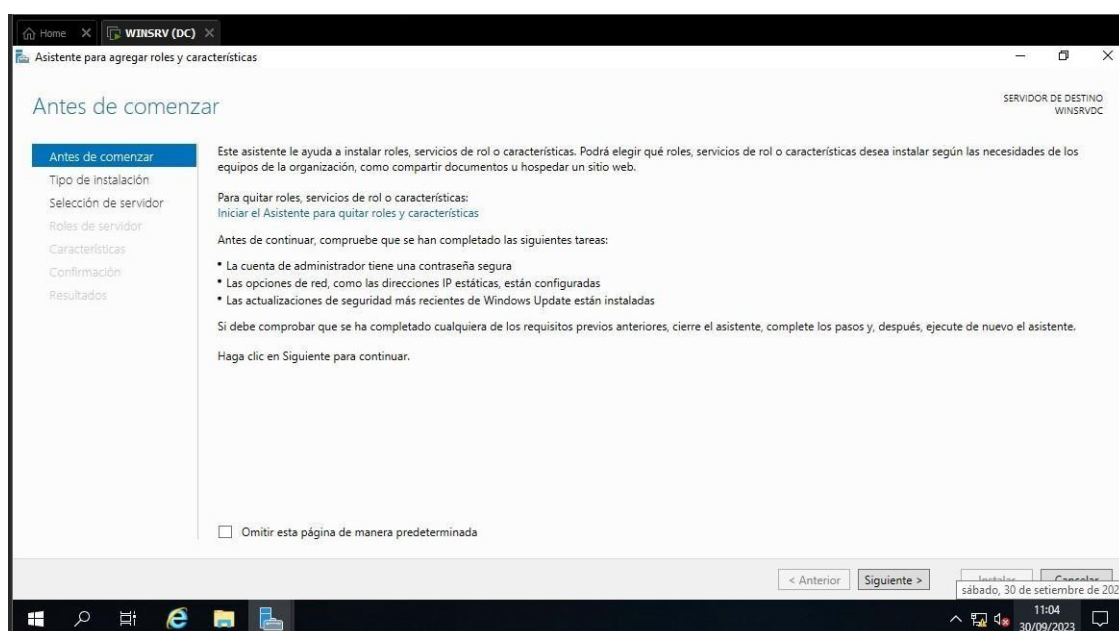 Home
WINSRV (DC)
Asistente para agregar roles y características
Antes de comenzar
SERVIDOR DE DESTINO
WINSRVDC
Antes de comenzar
Tipo de instalación
Selección de servidor
Roles de servidor
Características
Confirmación
Resultados
Este asistente le ayuda a instalar roles, servicios de rol o características. Podrá elegir qué roles, servicios de rol o características desea instalar según las necesidades de los
equipos de la organización, como compartir documentos u hospedar un sitio web.
Para quitar roles, servicios de rol o características:
Iniciar el Asistente para quitar roles y características
Antes de continuar, compruebe que se han completado las siguientes tareas:
• La cuenta de administrador tiene una contraseña segura
• Las opciones de red, como las direcciones IP estáticas, están configuradas
• Las actualizaciones de seguridad más recientes de Windows Update están instaladas
Si debe comprobar que se ha completado cualquiera de los requisitos previos anteriores, cierre el asistente, complete los pasos y, después, ejecute de nuevo el asistente.
Haga clic en Siguiente para continuar.
Omitir esta página de manera predeterminada
< Anterior
Siguiente >
Instalar
Cancelar
sábado, 30 de setiembre de 202
11:04
30/09/2023